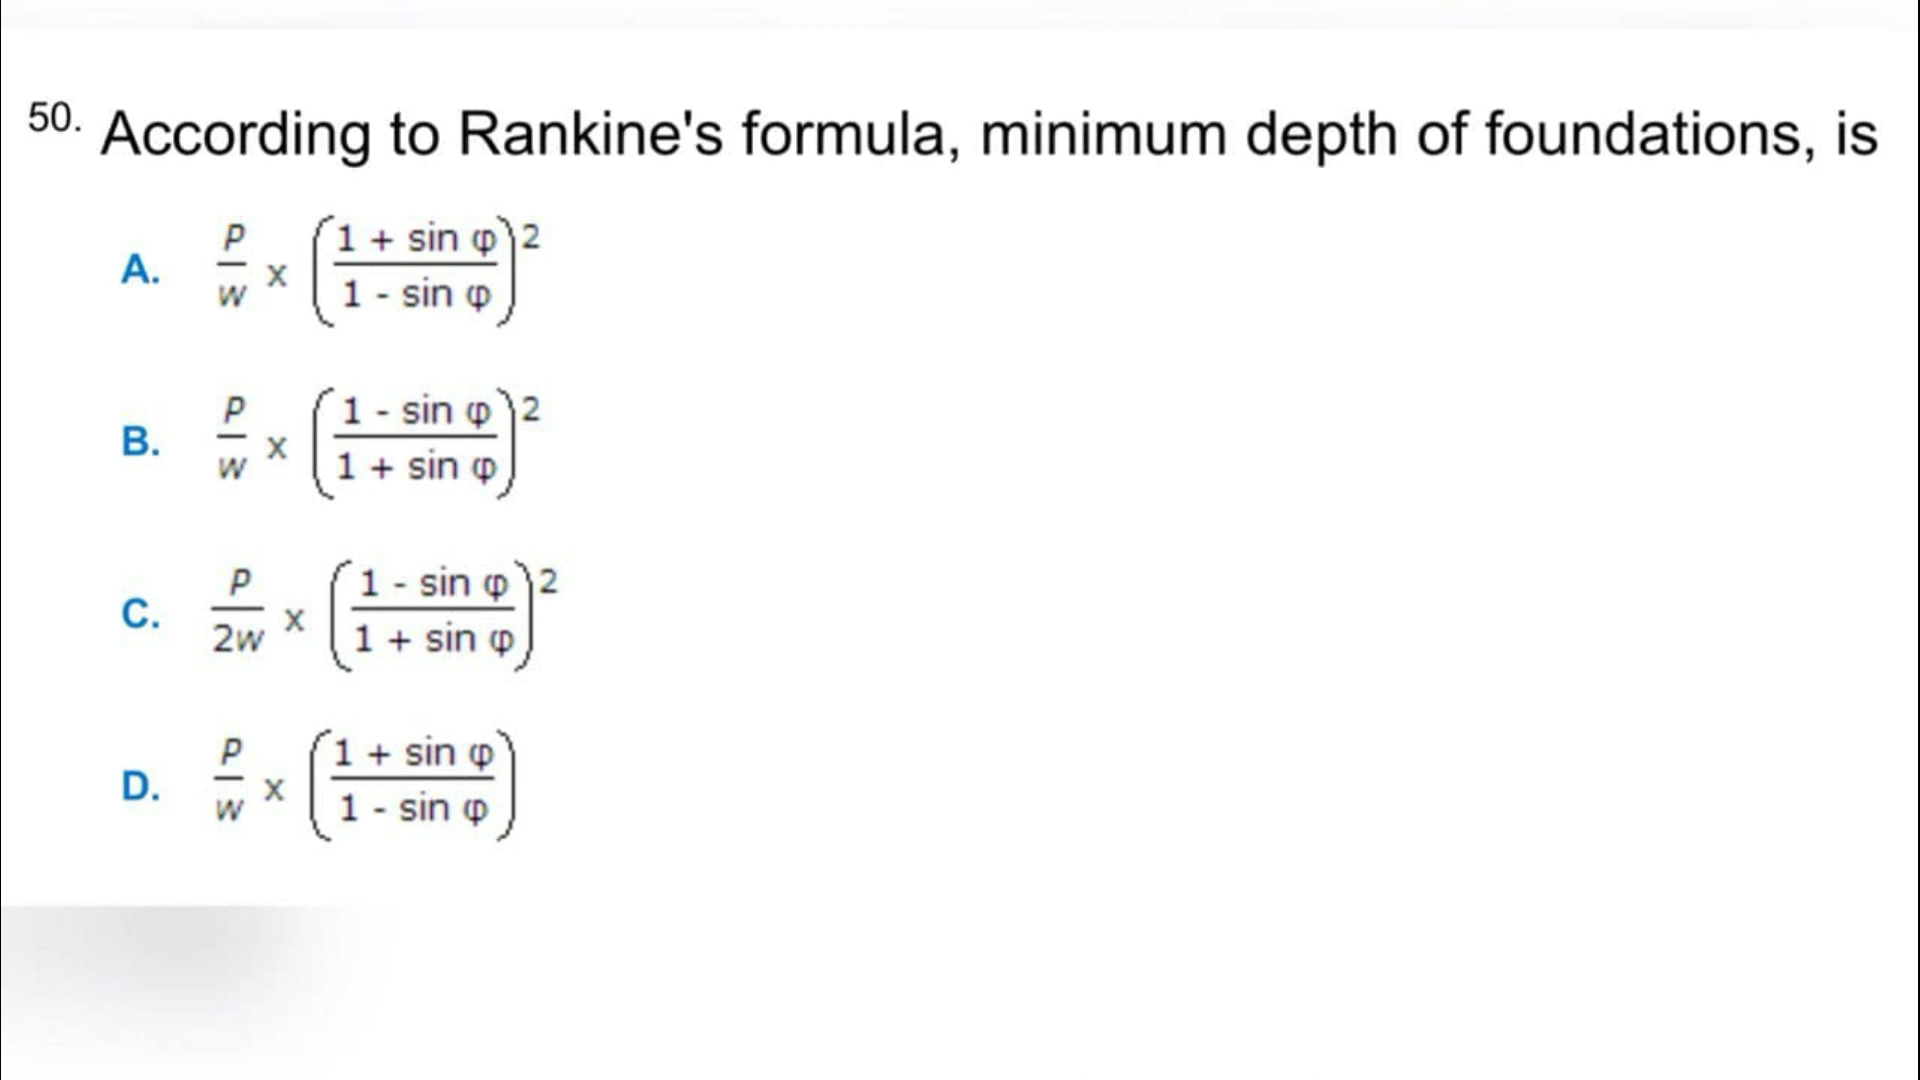 50. According to Rankine's formula, minimum depth of foundations, is
A. P/w x ((1 + sin φ)/(1 - sin φ))²
B. P/w x ((1 - sin φ)/(1 + sin φ))²
C. P/2w x ((1 - sin φ)/(1 + sin φ))²
D. P/w x ((1 + sin φ)/(1 - sin φ))